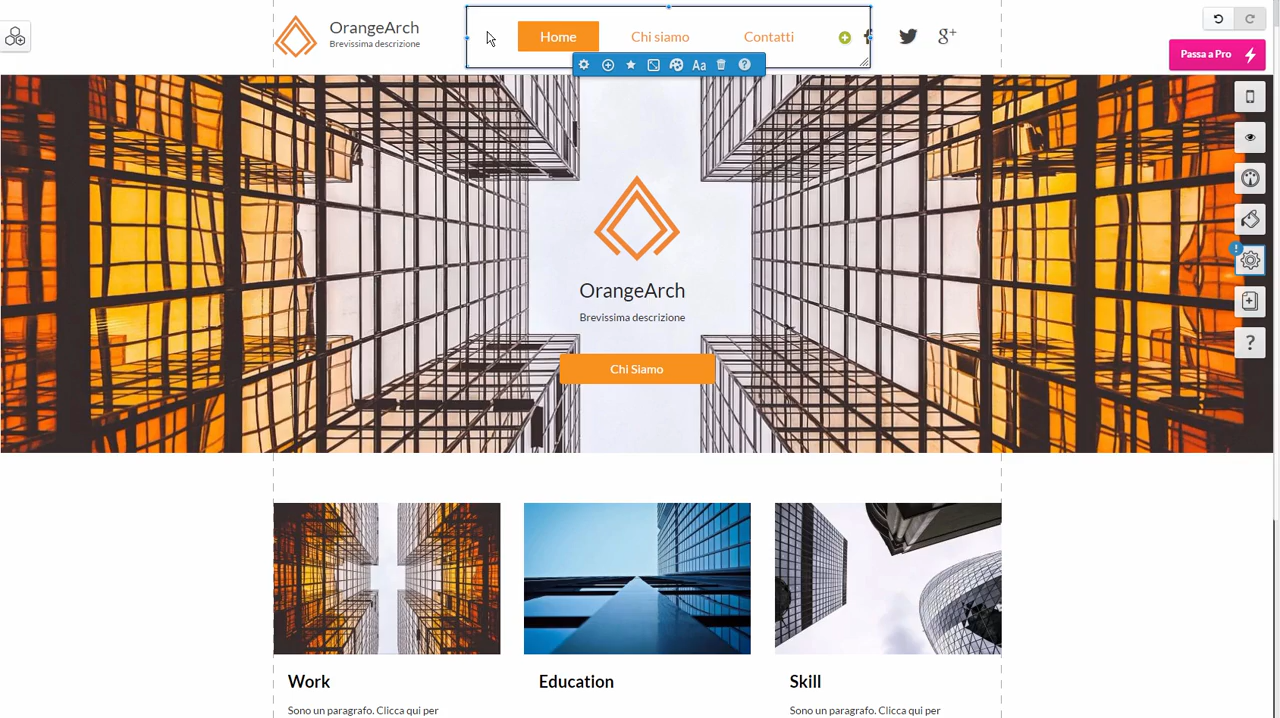 OrangeArch
Brevissima descrizione
Home
Chi siamo
Contatti
Passa a Pro
Aa
OrangeArch
Brevissima descrizione
Chi Siamo
Work
Education
Skill
Sono un paragrafo. Clicca qui per
Sono un paragrafo. Clicca qui per